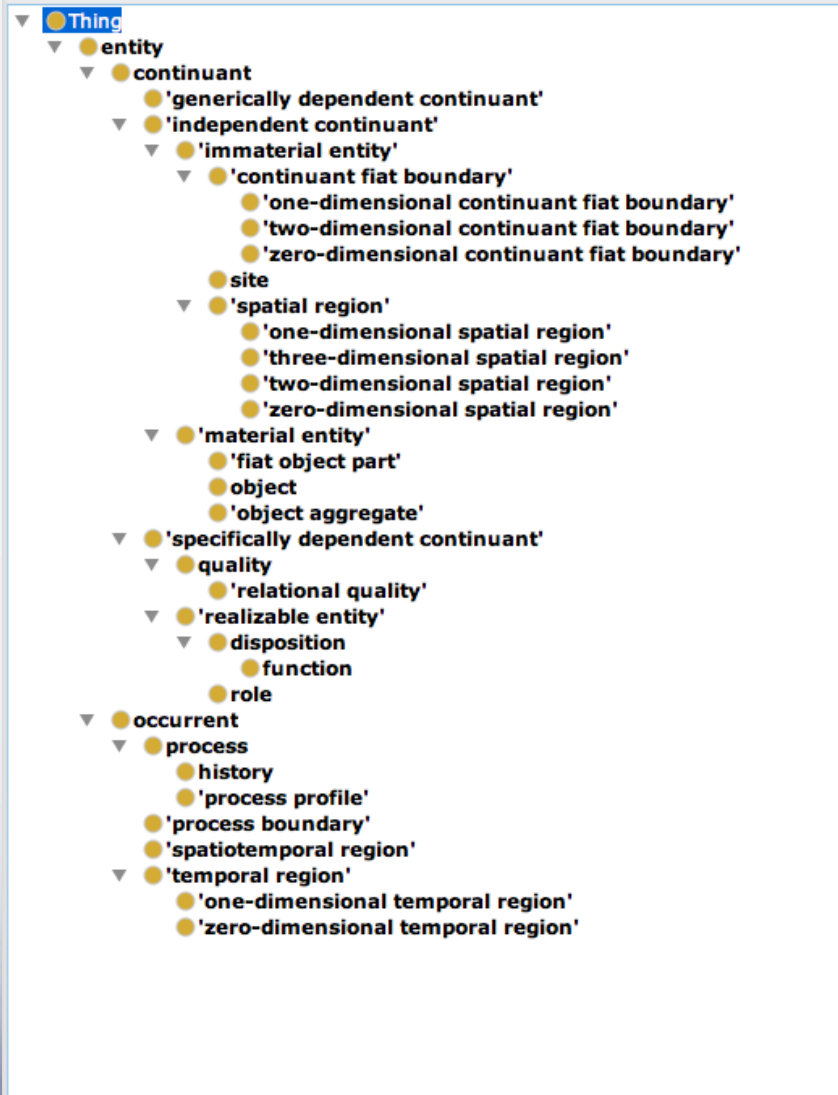 Thing
entity
continuant
'generically dependent continuant'
'independent continuant'
'immaterial entity'
'continuant fiat boundary'
'one-dimensional continuant fiat boundary'
'two-dimensional continuant fiat boundary'
'zero-dimensional continuant fiat boundary'
site
'spatial region'
'one-dimensional spatial region'
'three-dimensional spatial region'
'two-dimensional spatial region'
'zero-dimensional spatial region'
'material entity'
'fiat object part'
object
'object aggregate'
'specifically dependent continuant'
quality
'relational quality'
'realizable entity'
disposition
function
role
occurrent
process
history
'process profile'
'process boundary'
'spatiotemporal region'
'temporal region'
'one-dimensional temporal region'
'zero-dimensional temporal region'